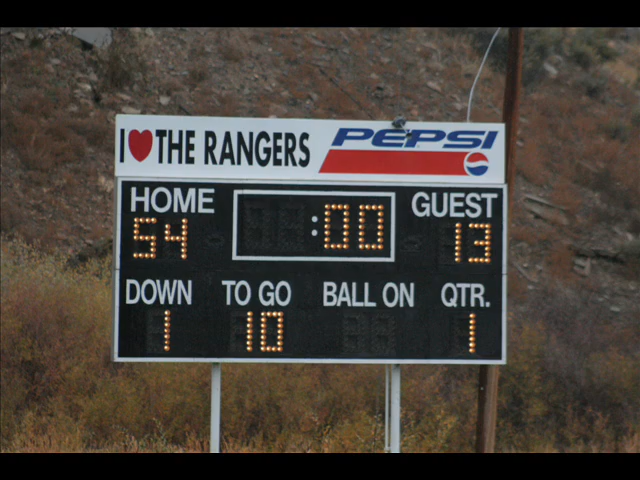 I ❤ THE RANGERS PEPSI
HOME :00 GUEST
54 13
DOWN TO GO BALL ON QTR.
1 10 1